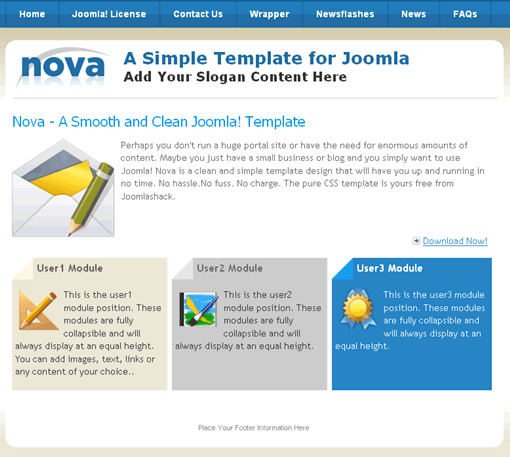 Home Joomla! License Contact Us Wrapper Newsflashes News FAQs
nova
A Simple Template for Joomla
Add Your Slogan Content Here
Nova - A Smooth and Clean Joomla! Template
Perhaps you don't run a huge portal site or have the need for enormous amounts of
content. Maybe you just have a small business or blog and you simply want to use
Joomla! Nova is a clean and simple template design that will have you up and running in
no time. No hassle.No fuss. No charge. The pure CSS template is yours free from
Joomlashack.
Download Now!
User1 Module
This is the user1
module position. These
modules are fully
collapsible and will
always display at an equal height.
You can add images, text, links or
any content of your choice..
User2 Module
This is the user2
module position. These
modules are fully
collapsible and will
always display at an equal height.
User3 Module
This is the user3 module
position. These modules
are fully collapsible and
will always display at an
equal height.
Place Your Footer Information Here